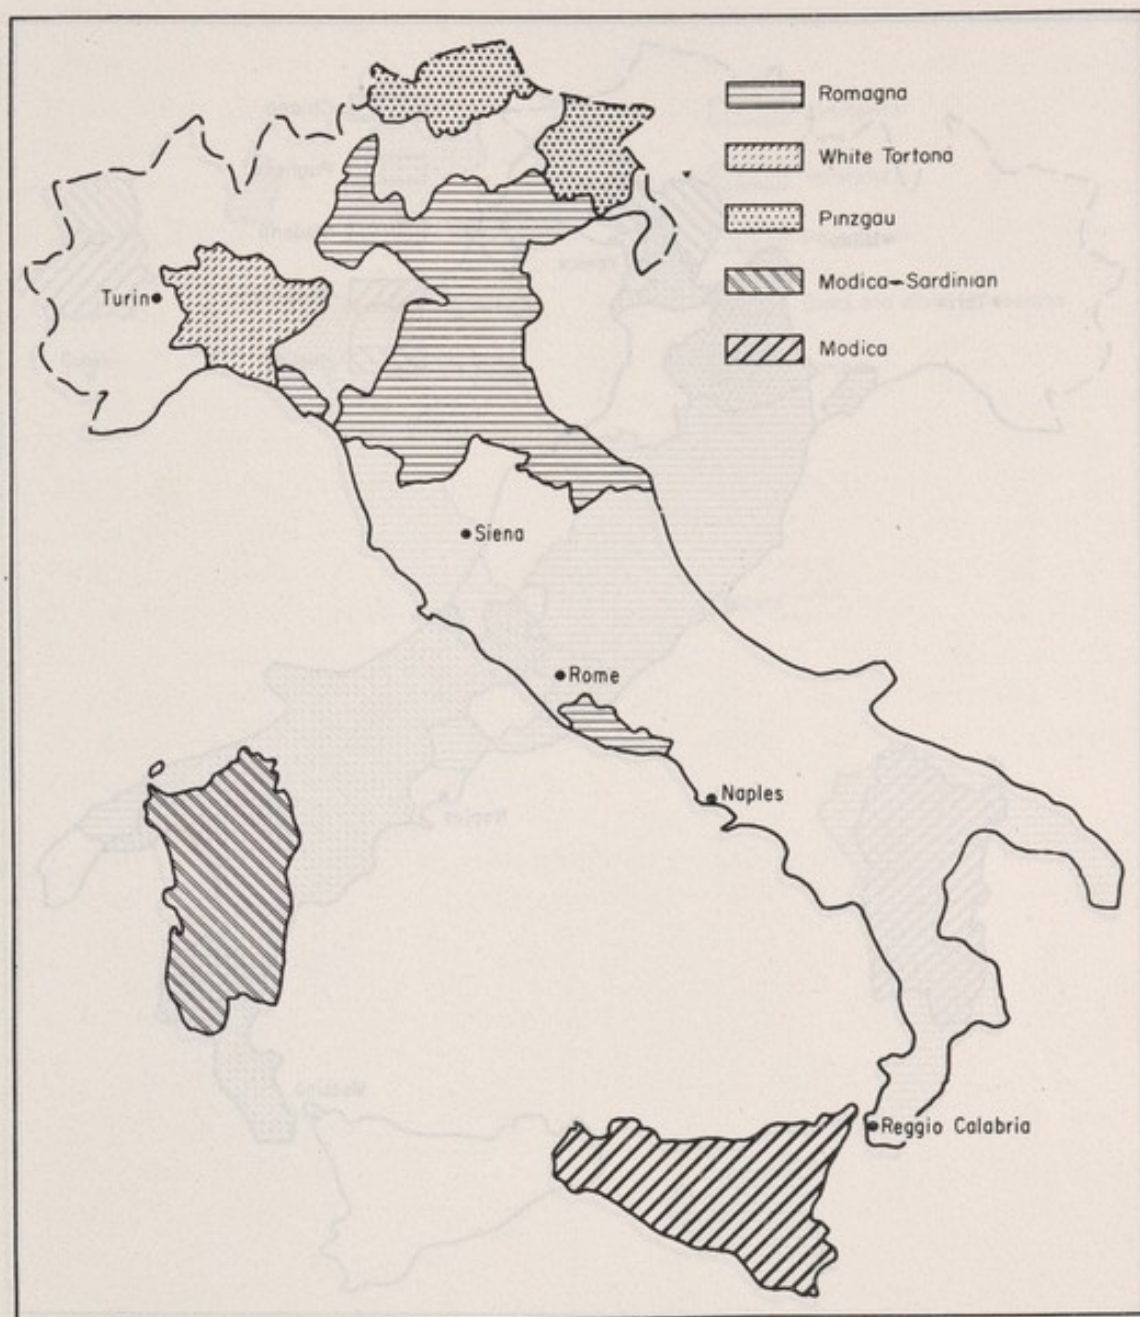 Romagna
White Tortona
Pinzgau
Modica-Sardinian
Modica
Turin
Siena
Rome
Naples
Reggio Calabria